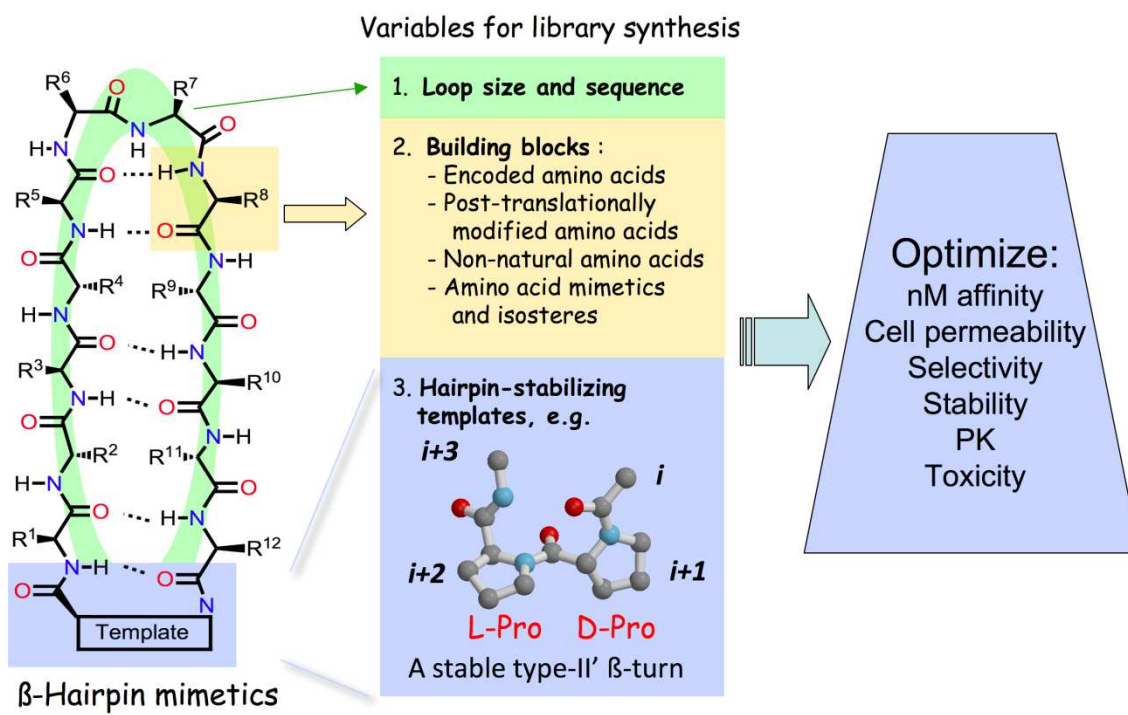 Variables for library synthesis
R⁶
O
R⁷
N
H
O
H-N
O
H-N
R⁵
R⁸
N-H
O
O
N-H
R⁴
R⁹
H-N
O
O
H-N
R³
R¹⁰
N-H
O
O
N-H
R²
R¹¹
H-N
O
O
H-N
R¹
R¹²
N-H
O
O
N
Template
ß-Hairpin mimetics
1. Loop size and sequence
2. Building blocks :
- Encoded amino acids
- Post-translationally
modified amino acids
- Non-natural amino acids
- Amino acid mimetics
and isosteres
3. Hairpin-stabilizing
templates, e.g.
i+3
i
i+2
i+1
L-Pro D-Pro
A stable type-II' ß-turn
Optimize:
nM affinity
Cell permeability
Selectivity
Stability
PK
Toxicity